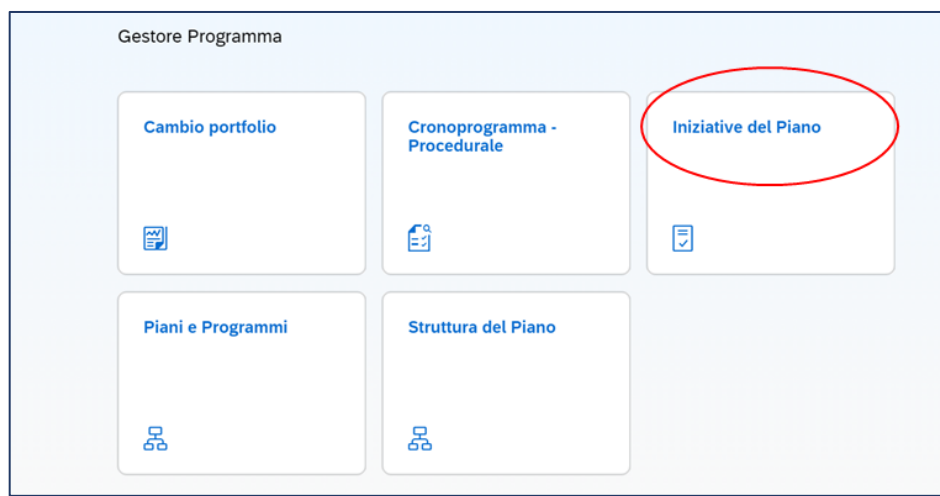 Gestore Programma
Cambio portfolio
Cronoprogramma -
Procedurale
Iniziative del Piano
Piani e Programmi
Struttura del Piano